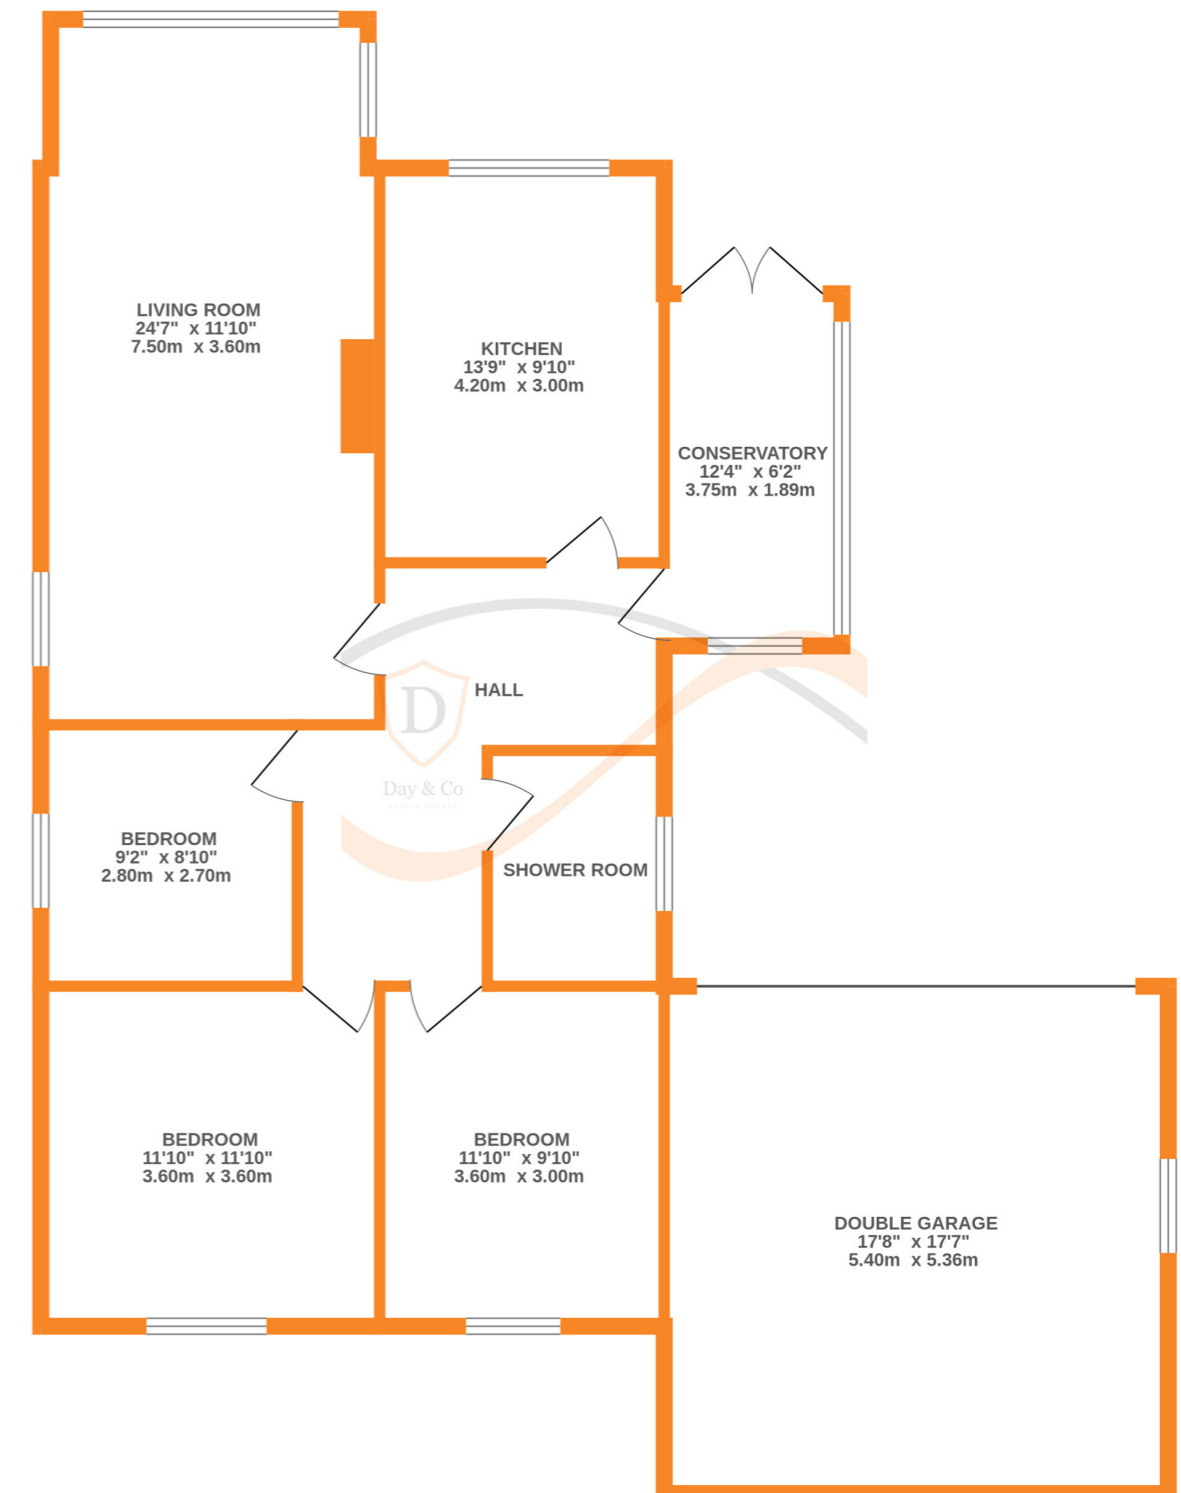 LIVING ROOM
24'7" x 11'10"
7.50m x 3.60m
KITCHEN
13'9" x 9'10"
4.20m x 3.00m
CONSERVATORY
12'4" x 6'2"
3.75m x 1.89m
HALL
D
Day & Co
BEDROOM
9'2" x 8'10"
2.80m x 2.70m
SHOWER ROOM
BEDROOM
11'10" x 11'10"
3.60m x 3.60m
BEDROOM
11'10" x 9'10"
3.60m x 3.00m
DOUBLE GARAGE
17'8" x 17'7"
5.40m x 5.36m